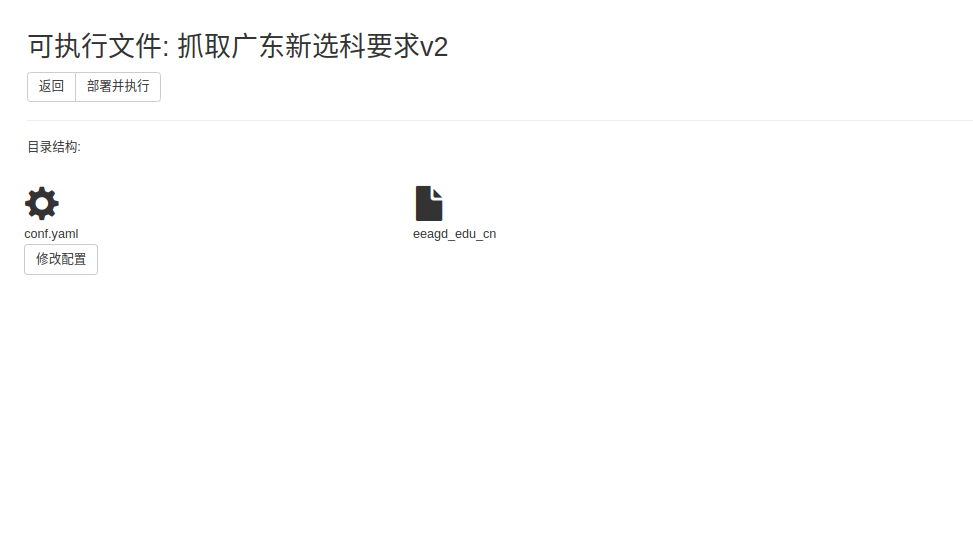 可执行文件: 抓取广东新选科要求v2
返回 部署并执行
目录结构:
conf.yaml eeagd_edu_cn
修改配置